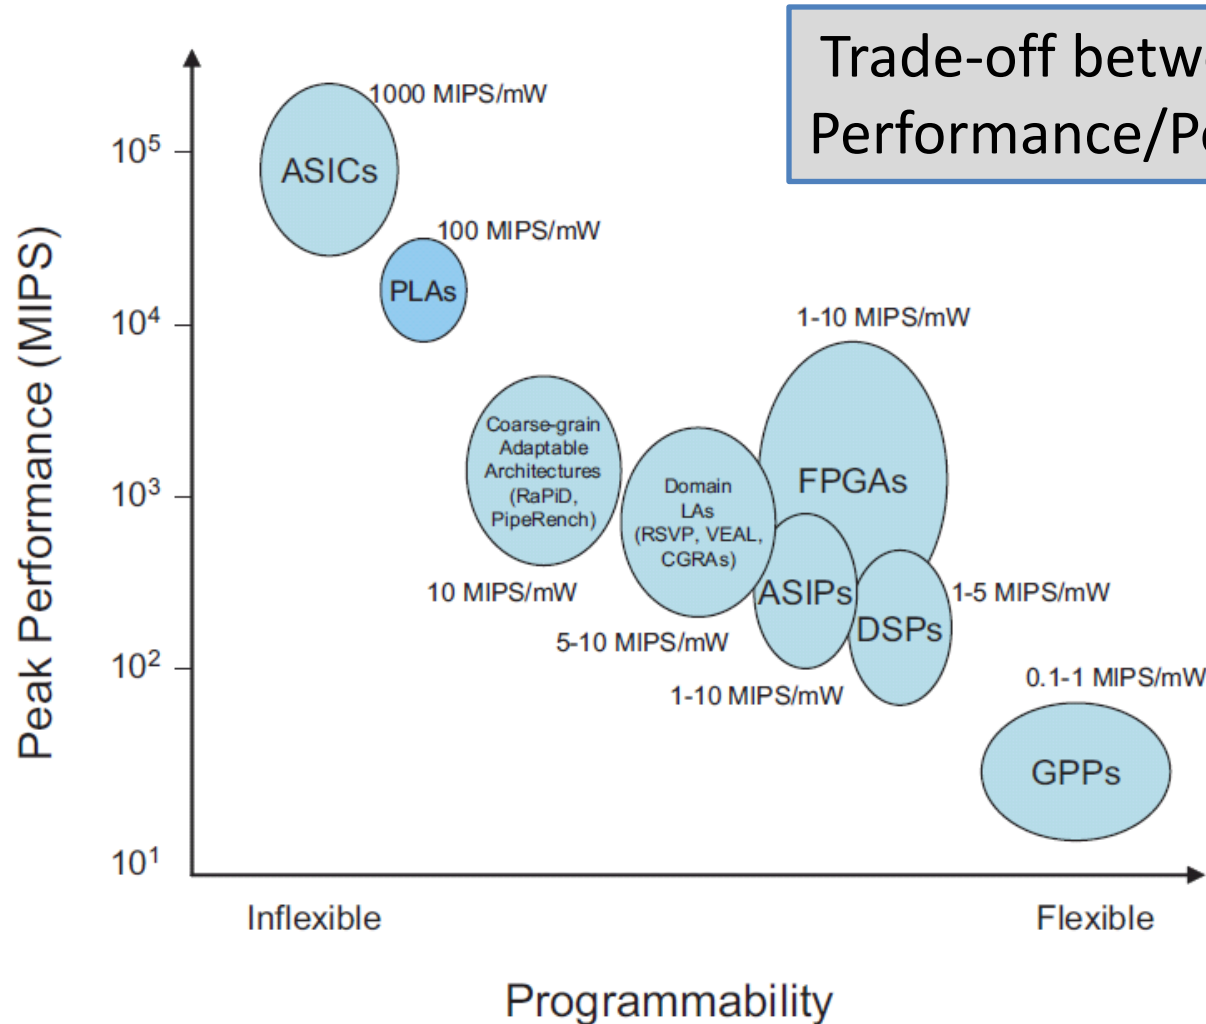 Trade-off betw
Performance/P
1000 MIPS/mW
10⁵
ASICs
100 MIPS/mW
PLAs
10⁴
1-10 MIPS/mW
Coarse-grain
Adaptable
Architectures
(RaPiD,
PipeRench)
10³
Domain
LAs
(RSVP, VEAL,
CGRAs)
FPGAs
10 MIPS/mW
ASIPs
1-5 MIPS/mW
DSPs
5-10 MIPS/mW
10²
1-10 MIPS/mW
0.1-1 MIPS/mW
GPPs
10¹
Peak Performance (MIPS)
Inflexible
Flexible
Programmability